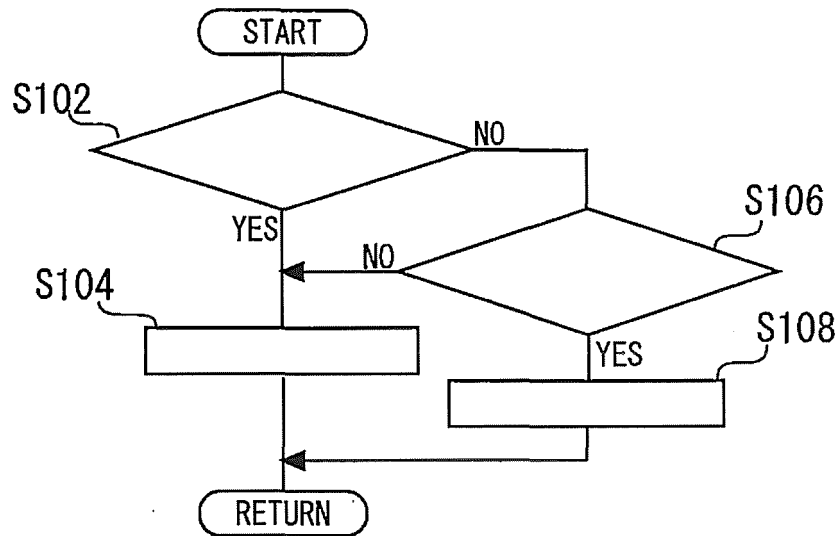 START
S102
NO
YES
S106
NO
S104
YES
S108
RETURN